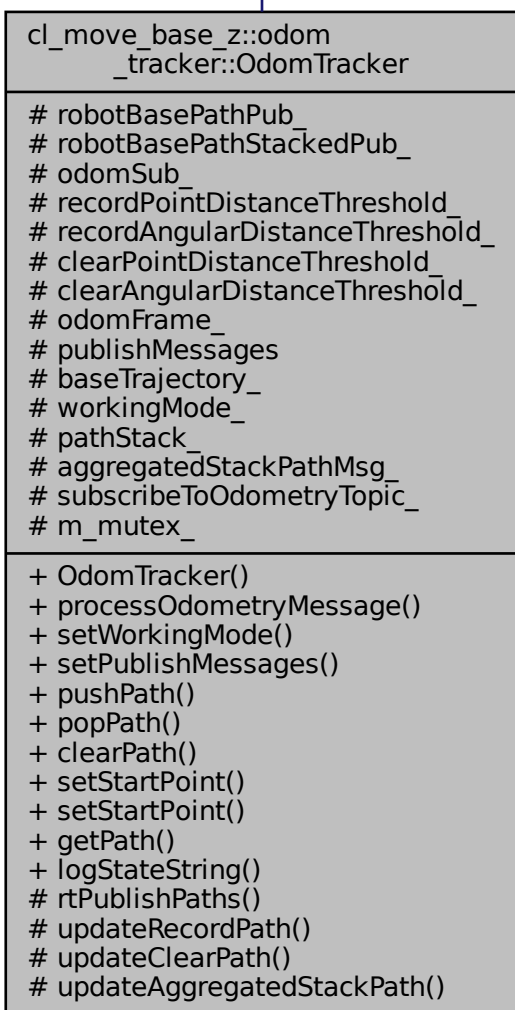 cl_move_base_z::odom
_tracker::OdomTracker
# robotBasePathPub_
# robotBasePathStackedPub_
# odomSub_
# recordPointDistanceThreshold_
# recordAngularDistanceThreshold_
# clearPointDistanceThreshold_
# clearAngularDistanceThreshold_
# odomFrame_
# publishMessages
# baseTrajectory_
# workingMode_
# pathStack_
# aggregatedStackPathMsg_
# subscribeToOdometryTopic_
# m_mutex_
+ OdomTracker()
+ processOdometryMessage()
+ setWorkingMode()
+ setPublishMessages()
+ pushPath()
+ popPath()
+ clearPath()
+ setStartPoint()
+ setStartPoint()
+ getPath()
+ logStateString()
# rtPublishPaths()
# updateRecordPath()
# updateClearPath()
# updateAggregatedStackPath()